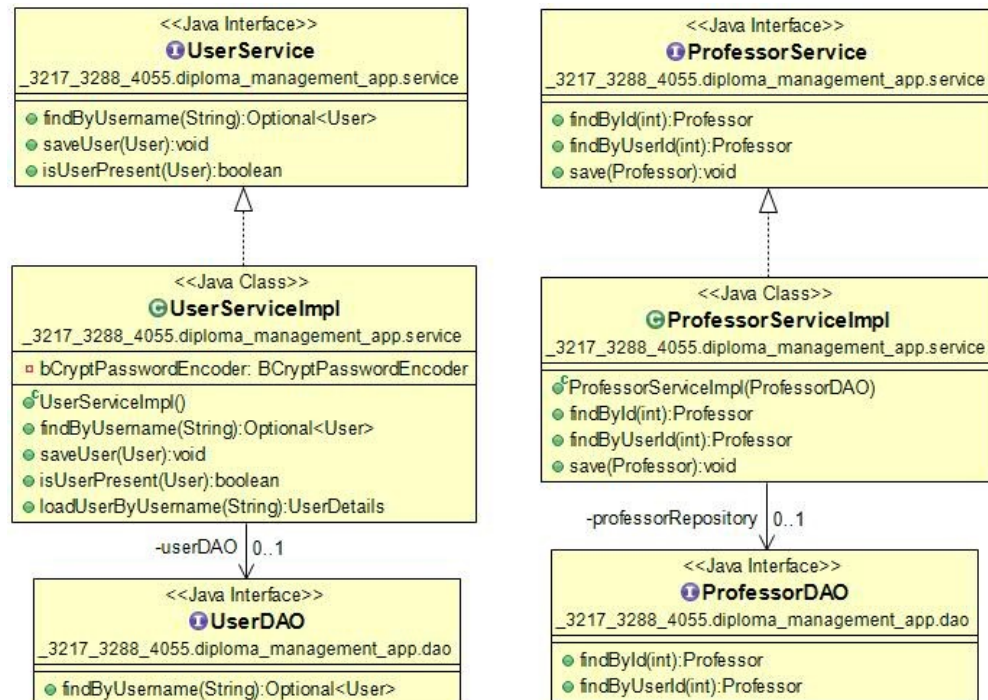 <<Java Interface>>
UserService
_3217_3288_4055.diploma_management_app.service
findByUsername(String):Optional<User>
saveUser(User):void
isUserPresent(User):boolean
<<Java Class>>
UserServiceImpl
_3217_3288_4055.diploma_management_app.service
bCryptPasswordEncoder: BCryptPasswordEncoder
UserServiceImpl()
findByUsername(String):Optional<User>
saveUser(User):void
isUserPresent(User):boolean
loadUserByUsername(String):UserDetails
-userDAO 0..1
<<Java Interface>>
UserDAO
_3217_3288_4055.diploma_management_app.dao
findByUsername(String):Optional<User>
<<Java Interface>>
ProfessorService
_3217_3288_4055.diploma_management_app.service
findById(int):Professor
findByUserId(int):Professor
save(Professor):void
<<Java Class>>
ProfessorServiceImpl
_3217_3288_4055.diploma_management_app.service
ProfessorServiceImpl(ProfessorDAO)
findById(int):Professor
findByUserId(int):Professor
save(Professor):void
-professorRepository 0..1
<<Java Interface>>
ProfessorDAO
_3217_3288_4055.diploma_management_app.dao
findById(int):Professor
findByUserId(int):Professor